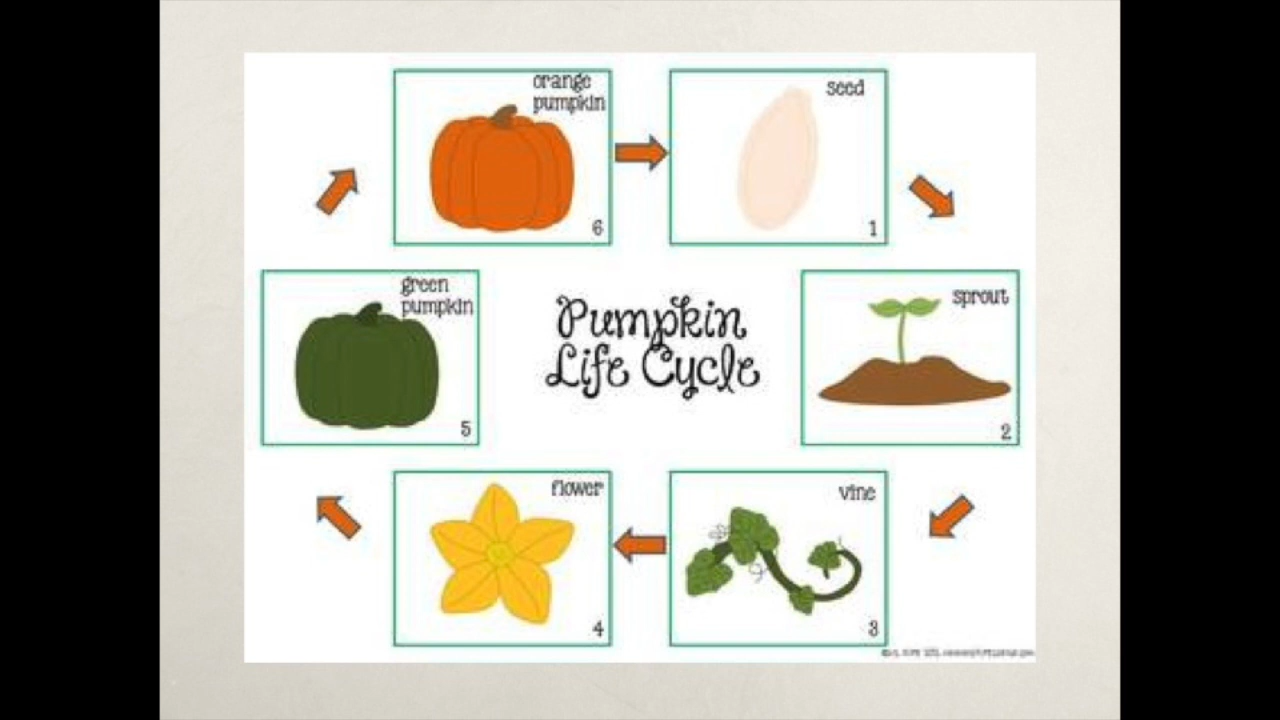 Pumpkin
Life Cycle
seed
1
sprout
2
vine
3
flower
4
green
pumpkin
5
orange
pumpkin
6